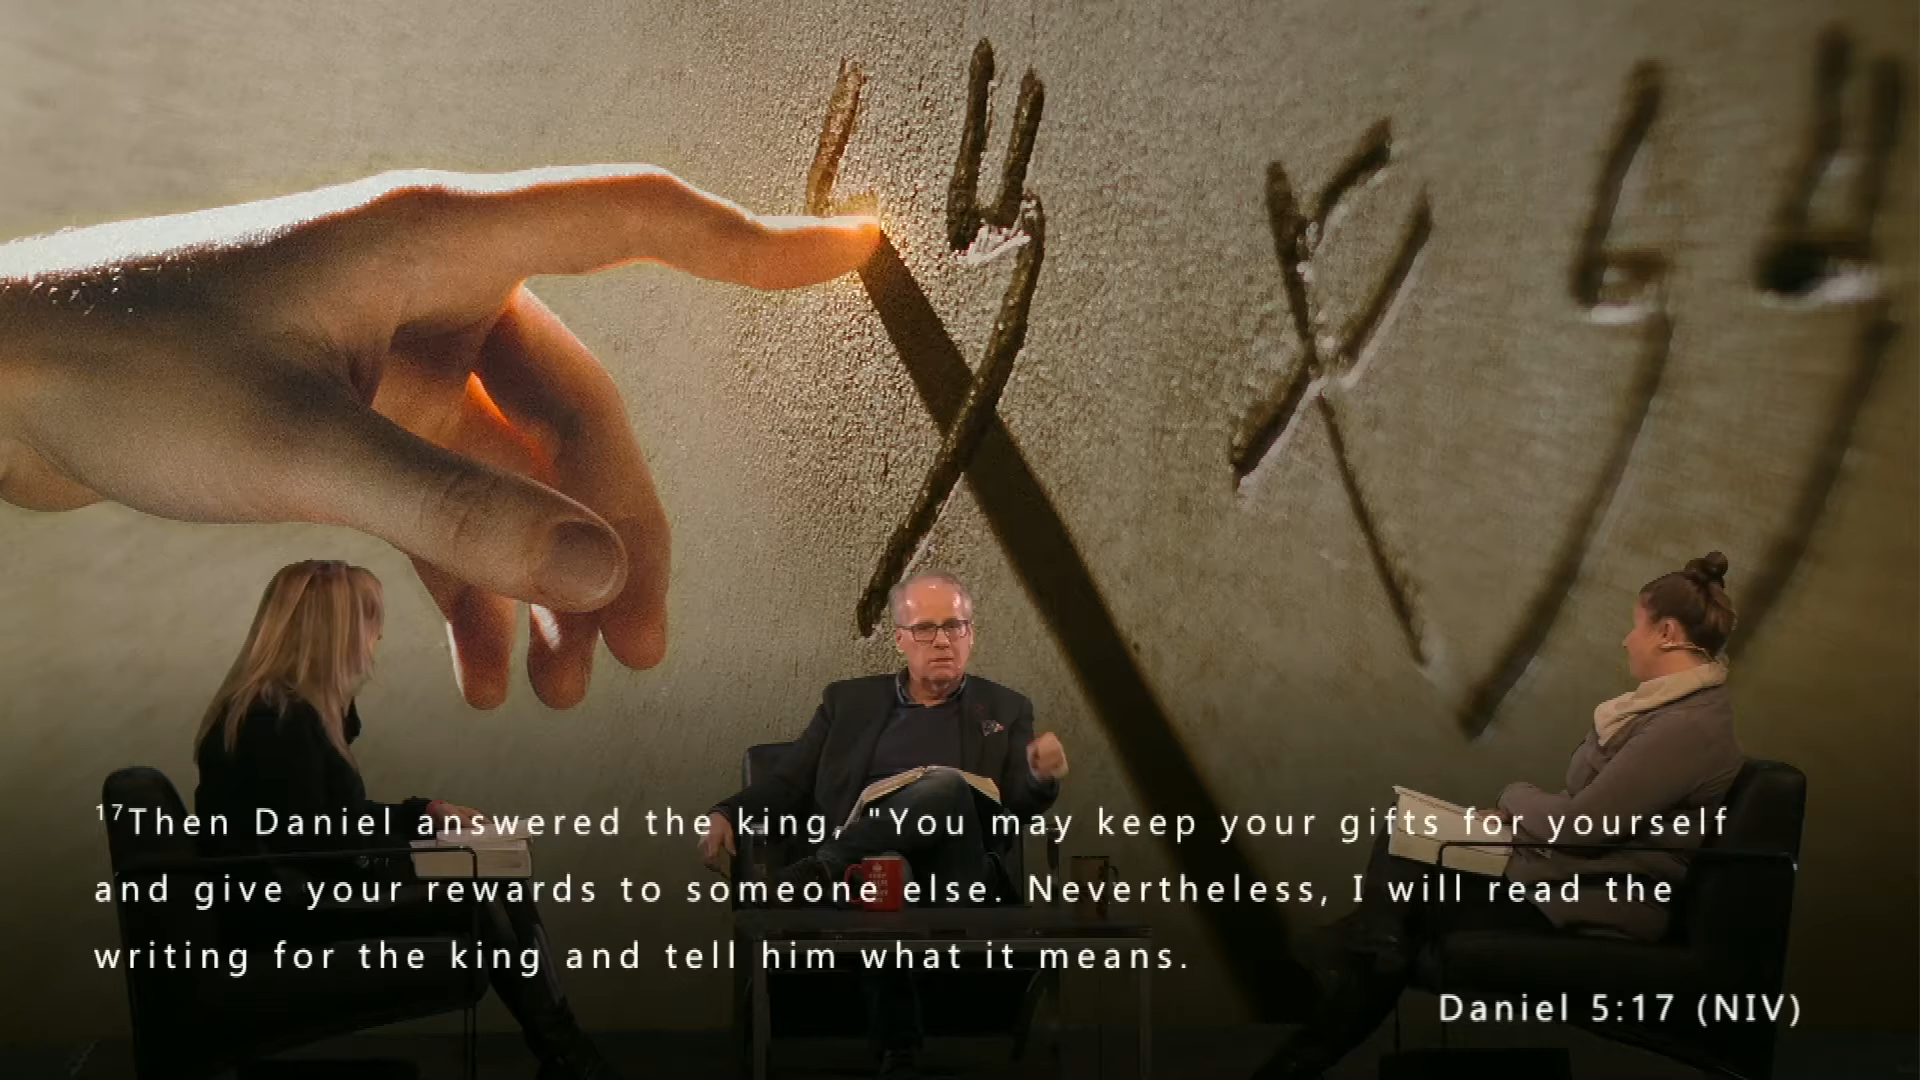 ¹⁷Then Daniel answered the king, "You may keep your gifts for yourself
and give your rewards to someone else. Nevertheless, I will read the
writing for the king and tell him what it means.
Daniel 5:17 (NIV)